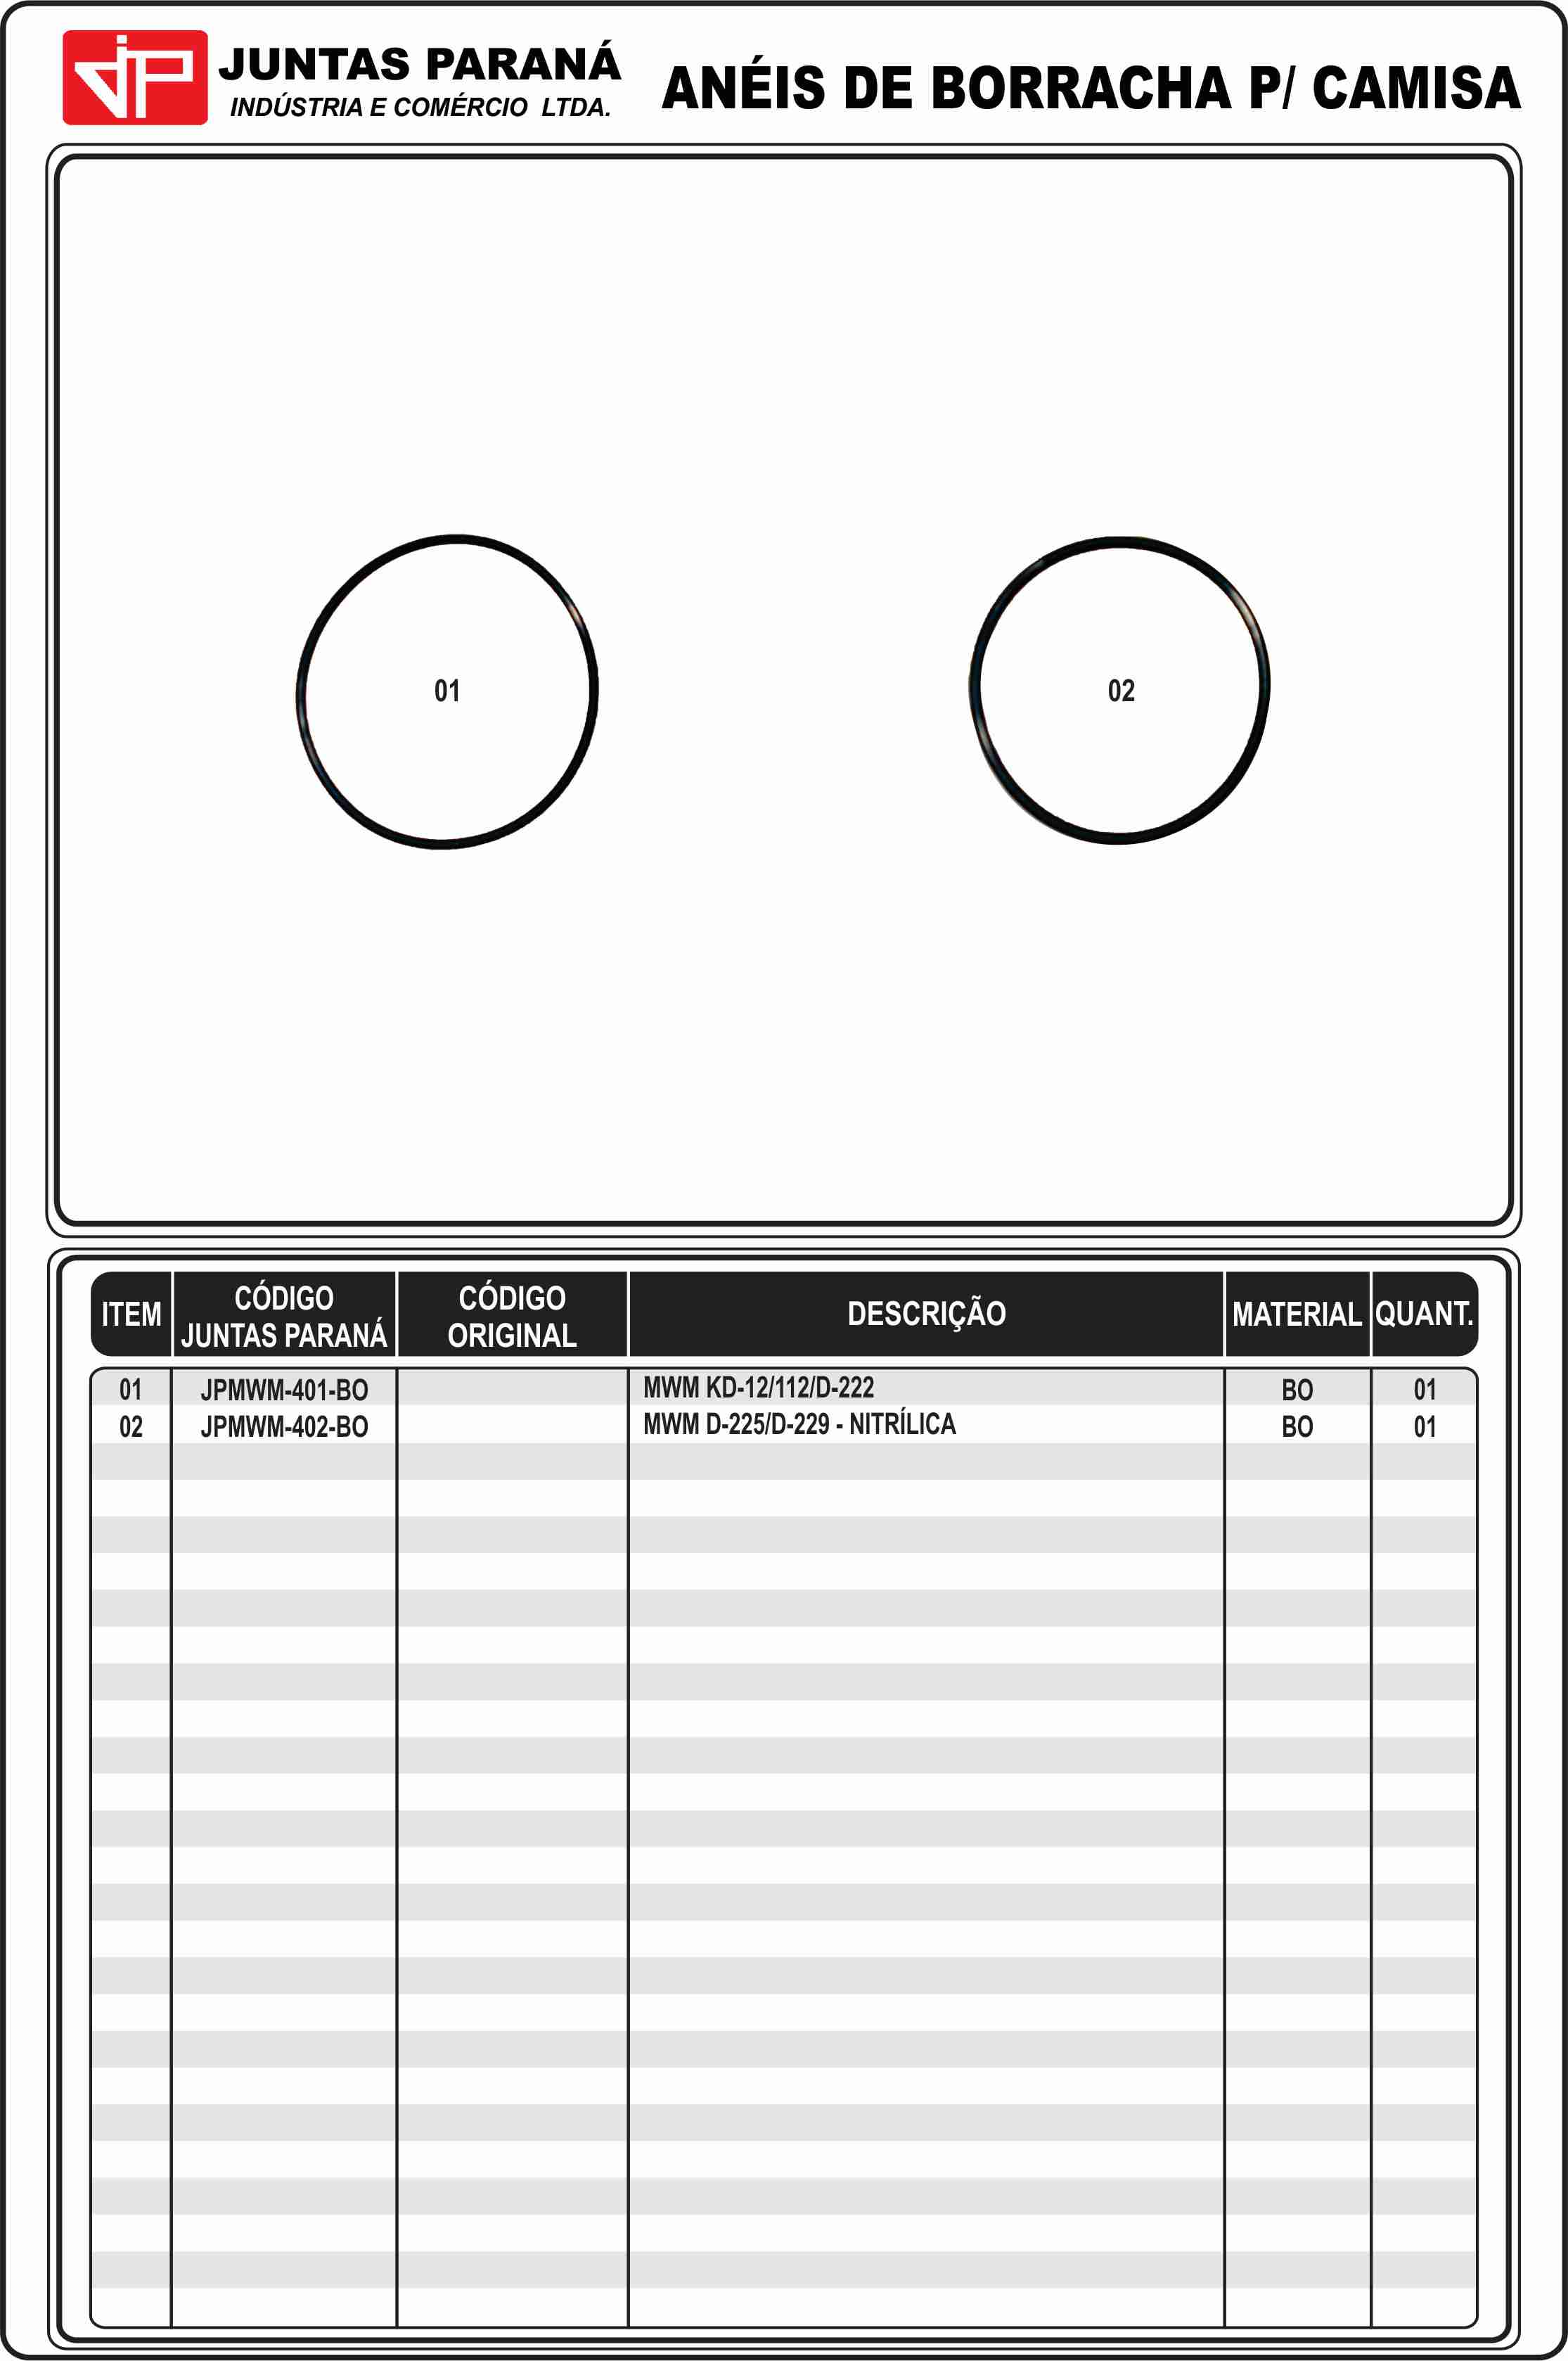 JP
JUNTAS PARANÁ
INDÚSTRIA E COMÉRCIO LTDA.
ANÉIS DE BORRACHA P/ CAMISA
01
02
ITEM
CÓDIGO
JUNTAS PARANÁ
CÓDIGO
ORIGINAL
DESCRIÇÃO
MATERIAL
QUANT.
01 JPMWM-401-BO MWM KD-12/112/D-222 BO 01
02 JPMWM-402-BO MWM D-225/D-229 - NITRÍLICA BO 01